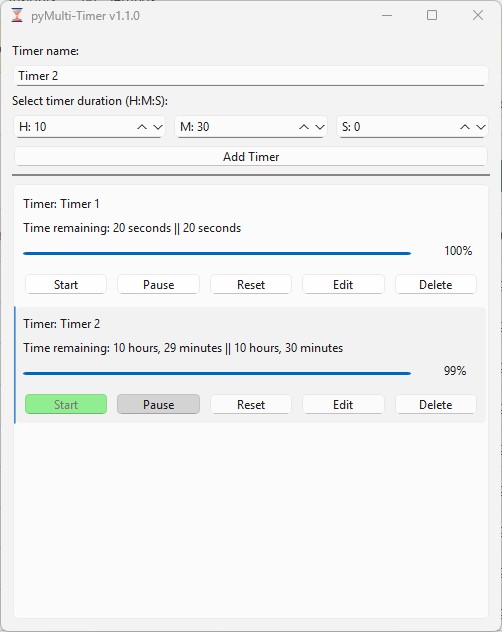 pyMulti-Timer v1.1.0
Timer name:
Timer 2
Select timer duration (H:M:S):
H: 10 M: 30 S: 0
Add Timer
Timer: Timer 1
Time remaining: 20 seconds || 20 seconds
100%
Start Pause Reset Edit Delete
Timer: Timer 2
Time remaining: 10 hours, 29 minutes || 10 hours, 30 minutes
99%
Start Pause Reset Edit Delete